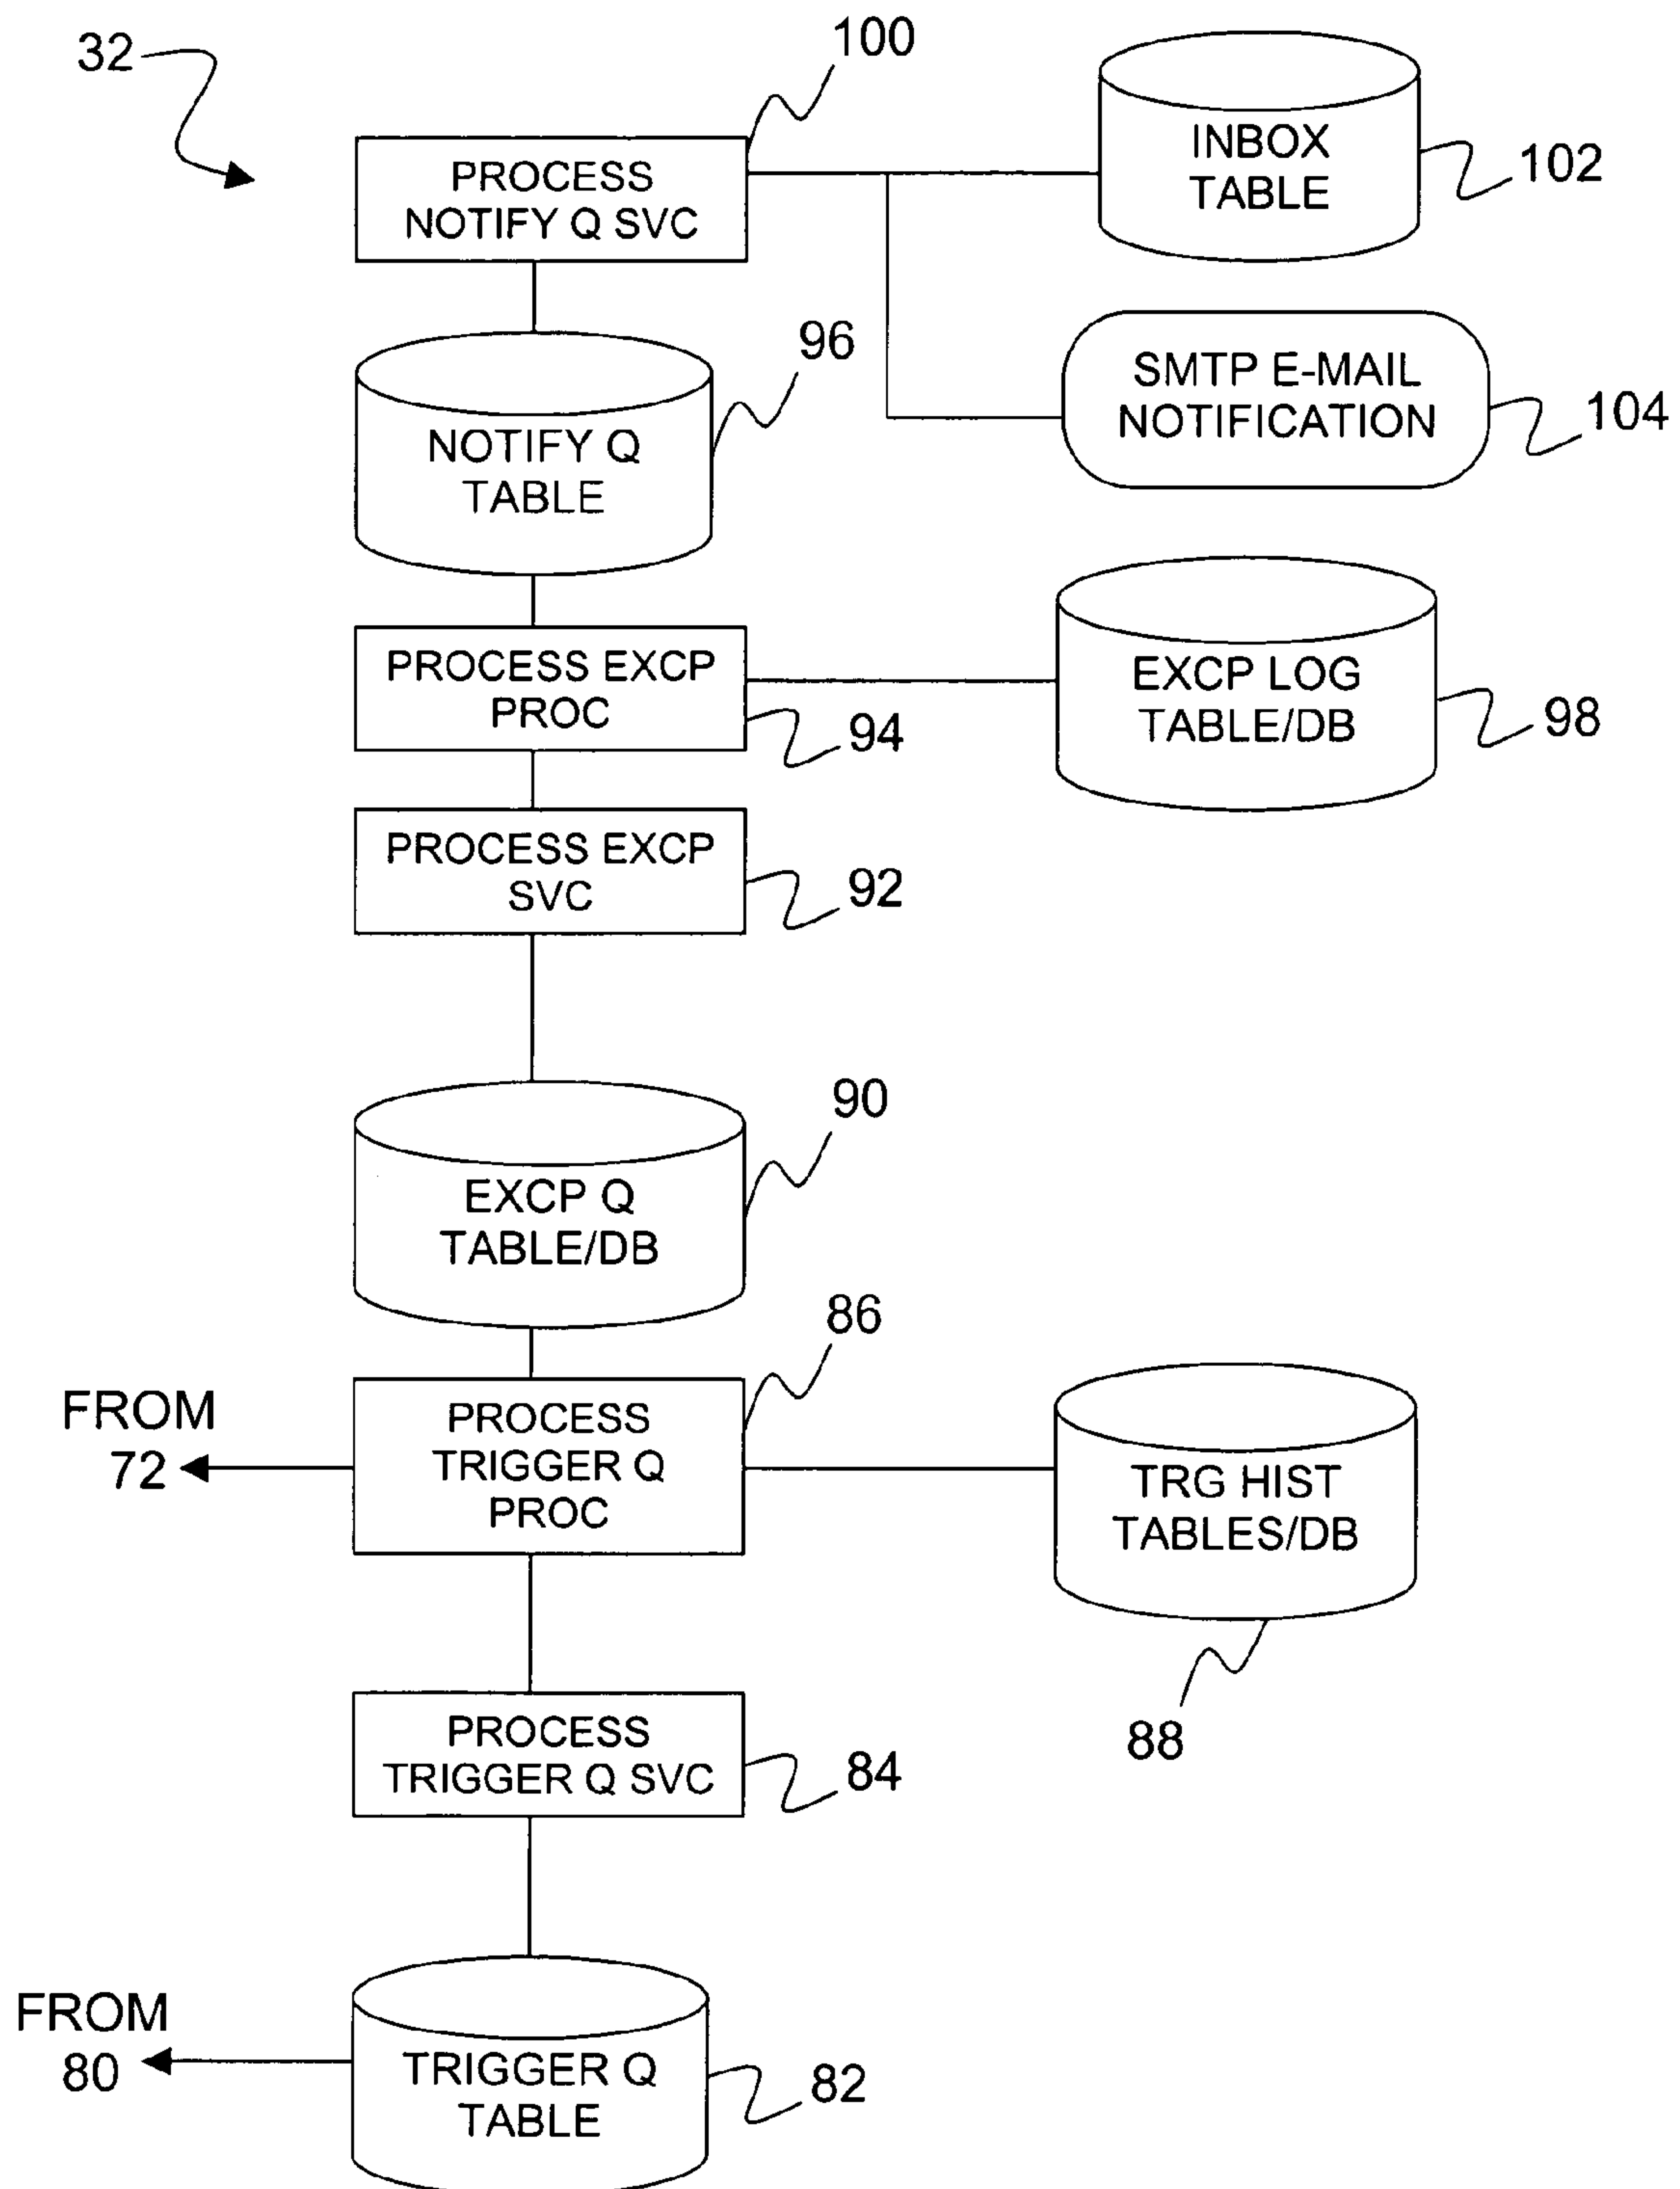 32
100
PROCESS
NOTIFY Q SVC
INBOX
TABLE
102
96
NOTIFY Q
TABLE
SMTP E-MAIL
NOTIFICATION
104
PROCESS EXCP
PROC
94
EXCP LOG
TABLE/DB
98
PROCESS EXCP
SVC
92
90
EXCP Q
TABLE/DB
86
FROM
72
PROCESS
TRIGGER Q
PROC
TRG HIST
TABLES/DB
88
PROCESS
TRIGGER Q SVC
84
FROM
80
TRIGGER Q
TABLE
82